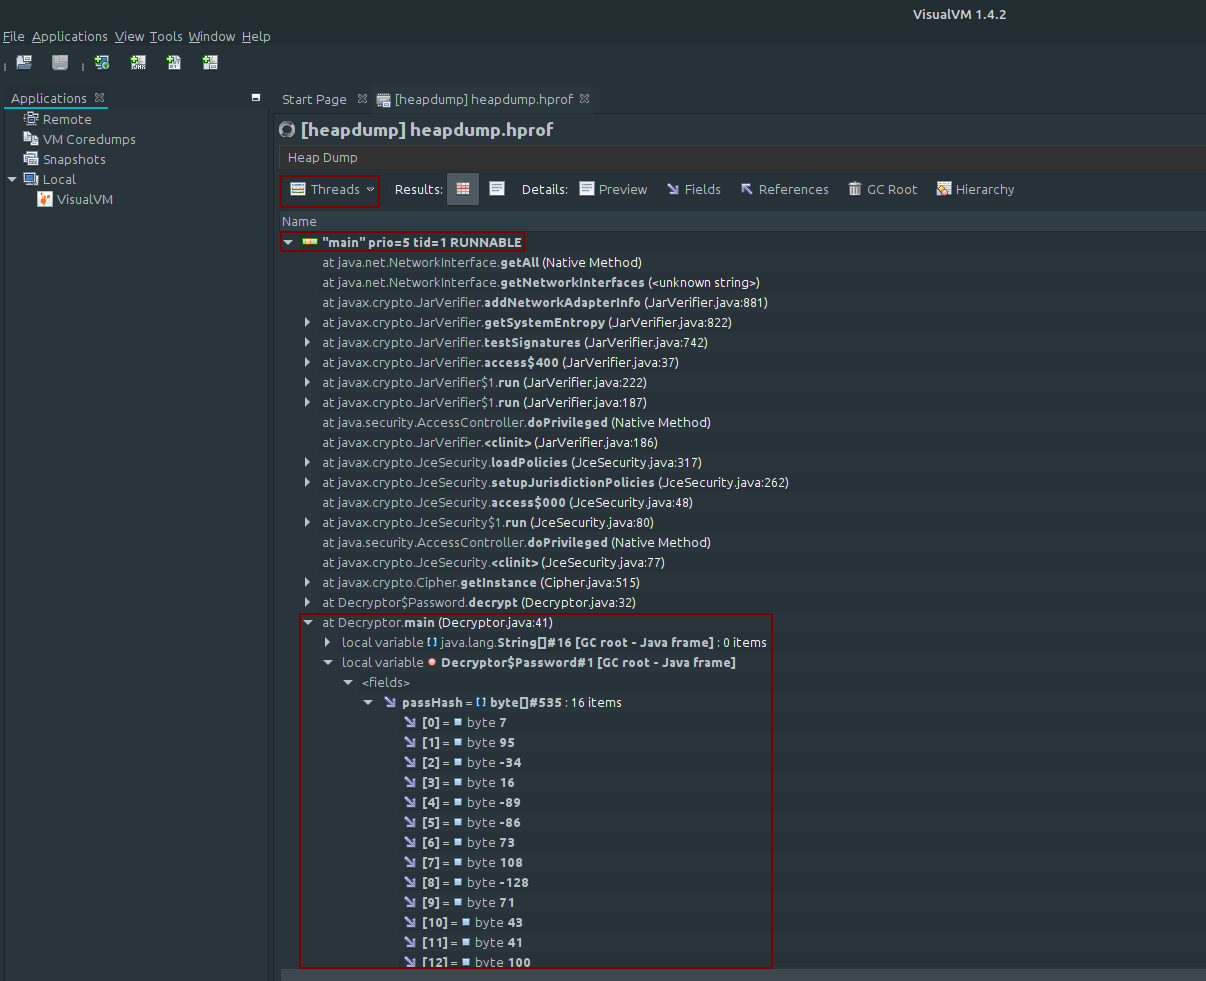 VisualVM 1.4.2
File Applications View Tools Window Help
Applications
Remote
VM Coredumps
Snapshots
Local
VisualVM
Start Page [heapdump] heapdump.hprof
[heapdump] heapdump.hprof
Heap Dump
Threads Results: Details: Preview Fields References GC Root Hierarchy
Name
"main" prio=5 tid=1 RUNNABLE
at java.net.NetworkInterface.getAll (Native Method)
at java.net.NetworkInterface.getNetworkInterfaces (<unknown string>)
at javax.crypto.JarVerifier.addNetworkAdapterInfo (JarVerifier.java:881)
at javax.crypto.JarVerifier.getSystemEntropy (JarVerifier.java:822)
at javax.crypto.JarVerifier.testSignatures (JarVerifier.java:742)
at javax.crypto.JarVerifier.access$400 (JarVerifier.java:37)
at javax.crypto.JarVerifier$1.run (JarVerifier.java:222)
at javax.crypto.JarVerifier$1.run (JarVerifier.java:187)
at java.security.AccessController.doPrivileged (Native Method)
at javax.crypto.JarVerifier.<clinit> (JarVerifier.java:186)
at javax.crypto.JceSecurity.loadPolicies (JceSecurity.java:317)
at javax.crypto.JceSecurity.setupJurisdictionPolicies (JceSecurity.java:262)
at javax.crypto.JceSecurity.access$000 (JceSecurity.java:48)
at javax.crypto.JceSecurity$1.run (JceSecurity.java:80)
at java.security.AccessController.doPrivileged (Native Method)
at javax.crypto.JceSecurity.<clinit> (JceSecurity.java:77)
at javax.crypto.Cipher.getInstance (Cipher.java:515)
at Decryptor$Password.decrypt (Decryptor.java:32)
at Decryptor.main (Decryptor.java:41)
local variable [] java.lang.String[]#16 [GC root - Java frame] : 0 items
local variable Decryptor$Password#1 [GC root - Java frame]
<fields>
passHash = [] byte[]#535 : 16 items
[0] = byte 7
[1] = byte 95
[2] = byte -34
[3] = byte 16
[4] = byte -89
[5] = byte -86
[6] = byte 73
[7] = byte 108
[8] = byte -128
[9] = byte 71
[10] = byte 43
[11] = byte 41
[12] = byte 100